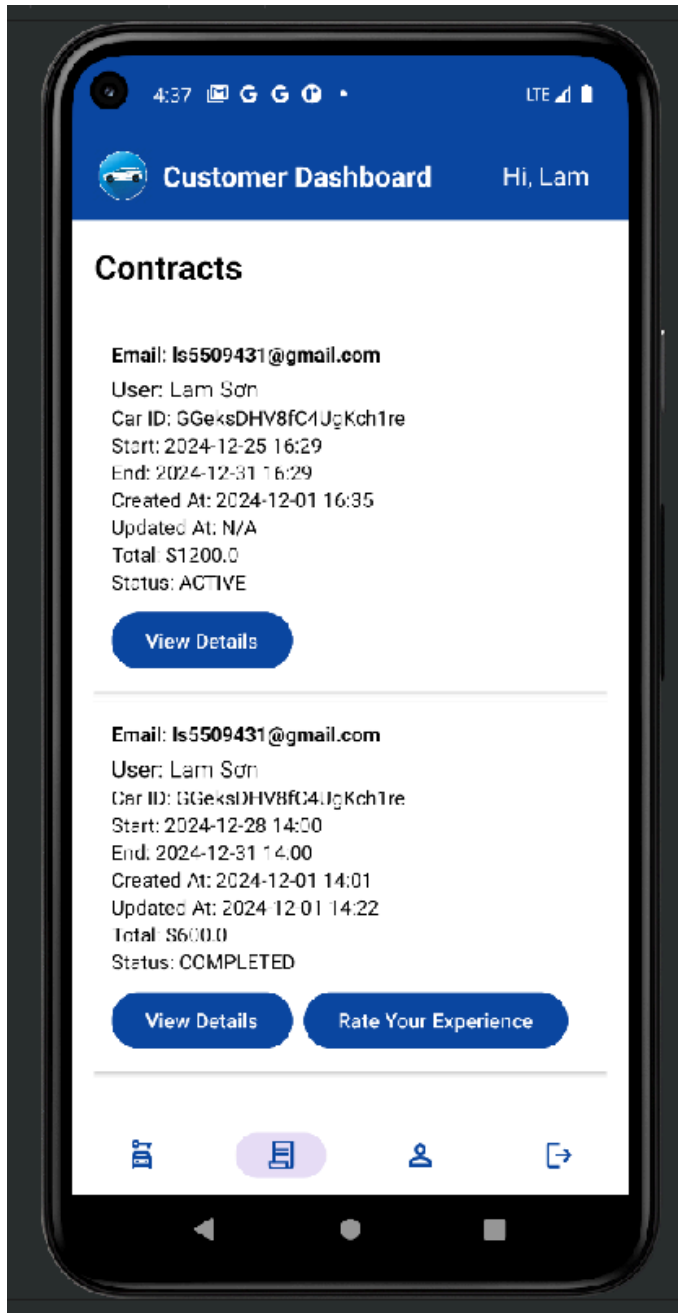 4:37 G G LTE
Customer Dashboard Hi, Lam
Contracts
Email: ls5509431@gmail.com
User: Lam Sơn
Car ID: GGeksDHV8fC4UgKch1re
Start: 2024-12-25 16:29
End: 2024-12-31 16:29
Created At: 2024-12-01 16:35
Updated At: N/A
Total: $1200.0
Status: ACTIVE
View Details
Email: ls5509431@gmail.com
User: Lam Sơn
Car ID: GGeksDHV8fC4UgKch1re
Start: 2024-12-28 14:00
End: 2024-12-31 14:00
Created At: 2024-12-01 14:01
Updated At: 2024-12-01 14:22
Total: $600.0
Status: COMPLETED
View Details Rate Your Experience